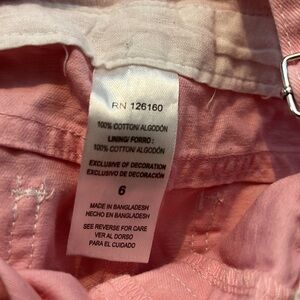 RN 126160
100% COTTON/ ALGODÓN
LINING/ FORRO :
100% COTTON/ ALGODÓN
EXCLUSIVE OF DECORATION
EXCLUSIVO DE DECORACIÓN
6
MADE IN BANGLADESH
HECHO EN BANGLADESH
SEE REVERSE FOR CARE
VER AL DORSO
PARA EL CUIDADO